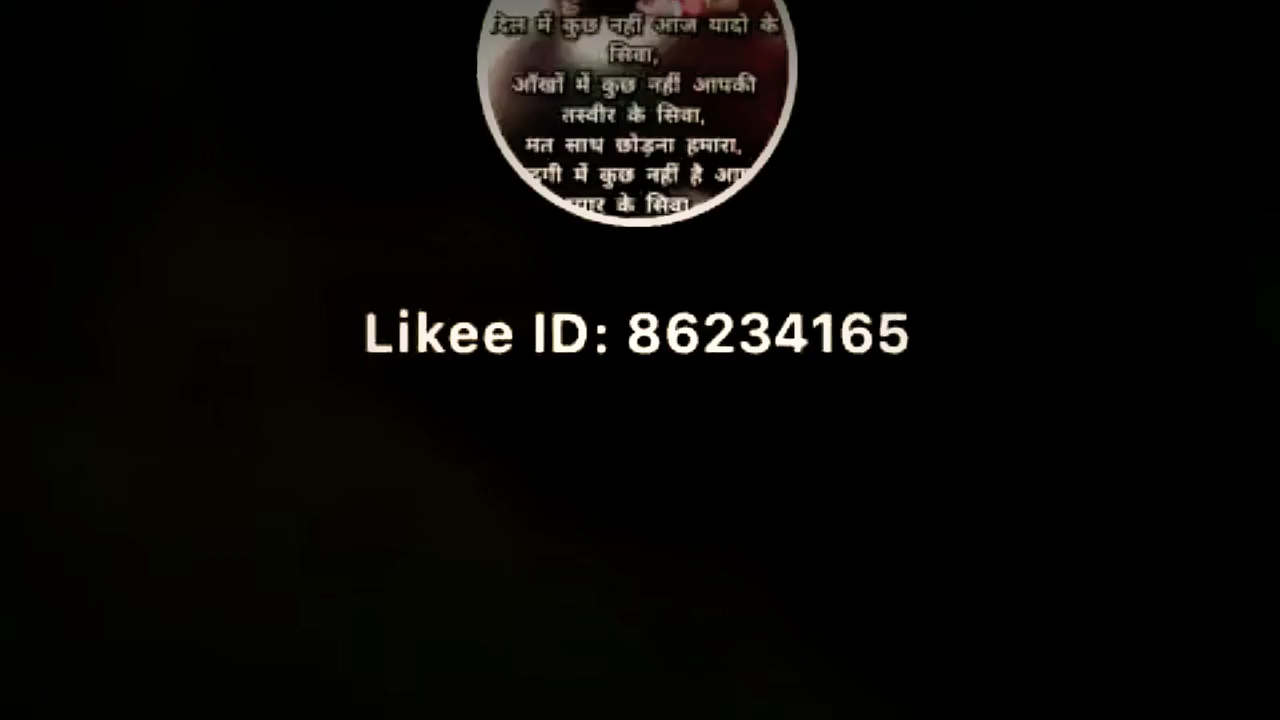 दिल में कुछ नहीं आज यादो के
सिवा,
आँखों में कुछ नहीं आपकी
तस्वीर के सिवा,
मत साथ छोड़ना हमारा,
में कुछ नहीं है
के सिवा
Likee ID: 86234165